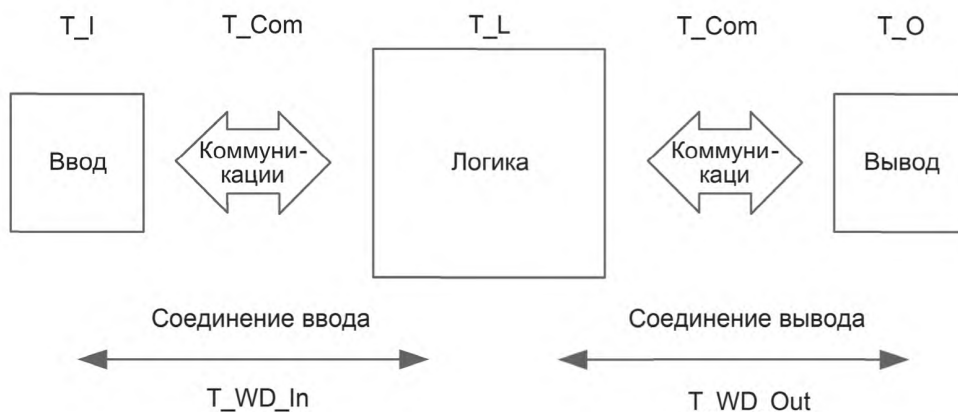 T_I T_Com T_L T_Com T_O
Ввод
Коммуни-
кации
Логика
Коммуни-
каци
Вывод
Соединение ввода
Соединение вывода
T_WD_In
T_WD_Out